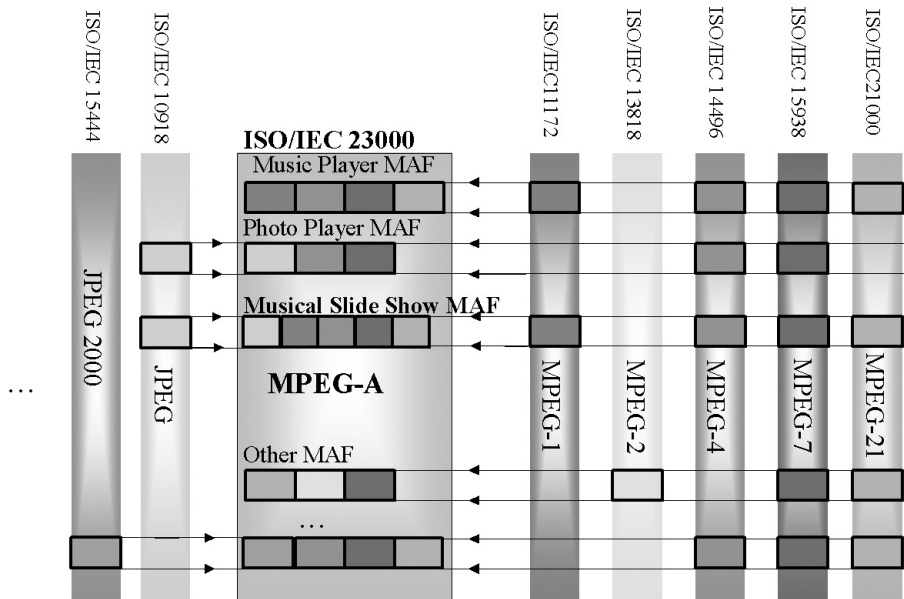 ISO/IEC 15444
ISO/IEC 10918
ISO/IEC11172
ISO/IEC 13818
ISO/IEC 14496
ISO/IEC 15938
ISO/IEC21000
ISO/IEC 23000
Music Player MAF
Photo Player MAF
Musical Slide Show MAF
MPEG-A
Other MAF
...
...
JPEG 2000
JPEG
MPEG-1
MPEG-2
MPEG-4
MPEG-7
MPEG-21